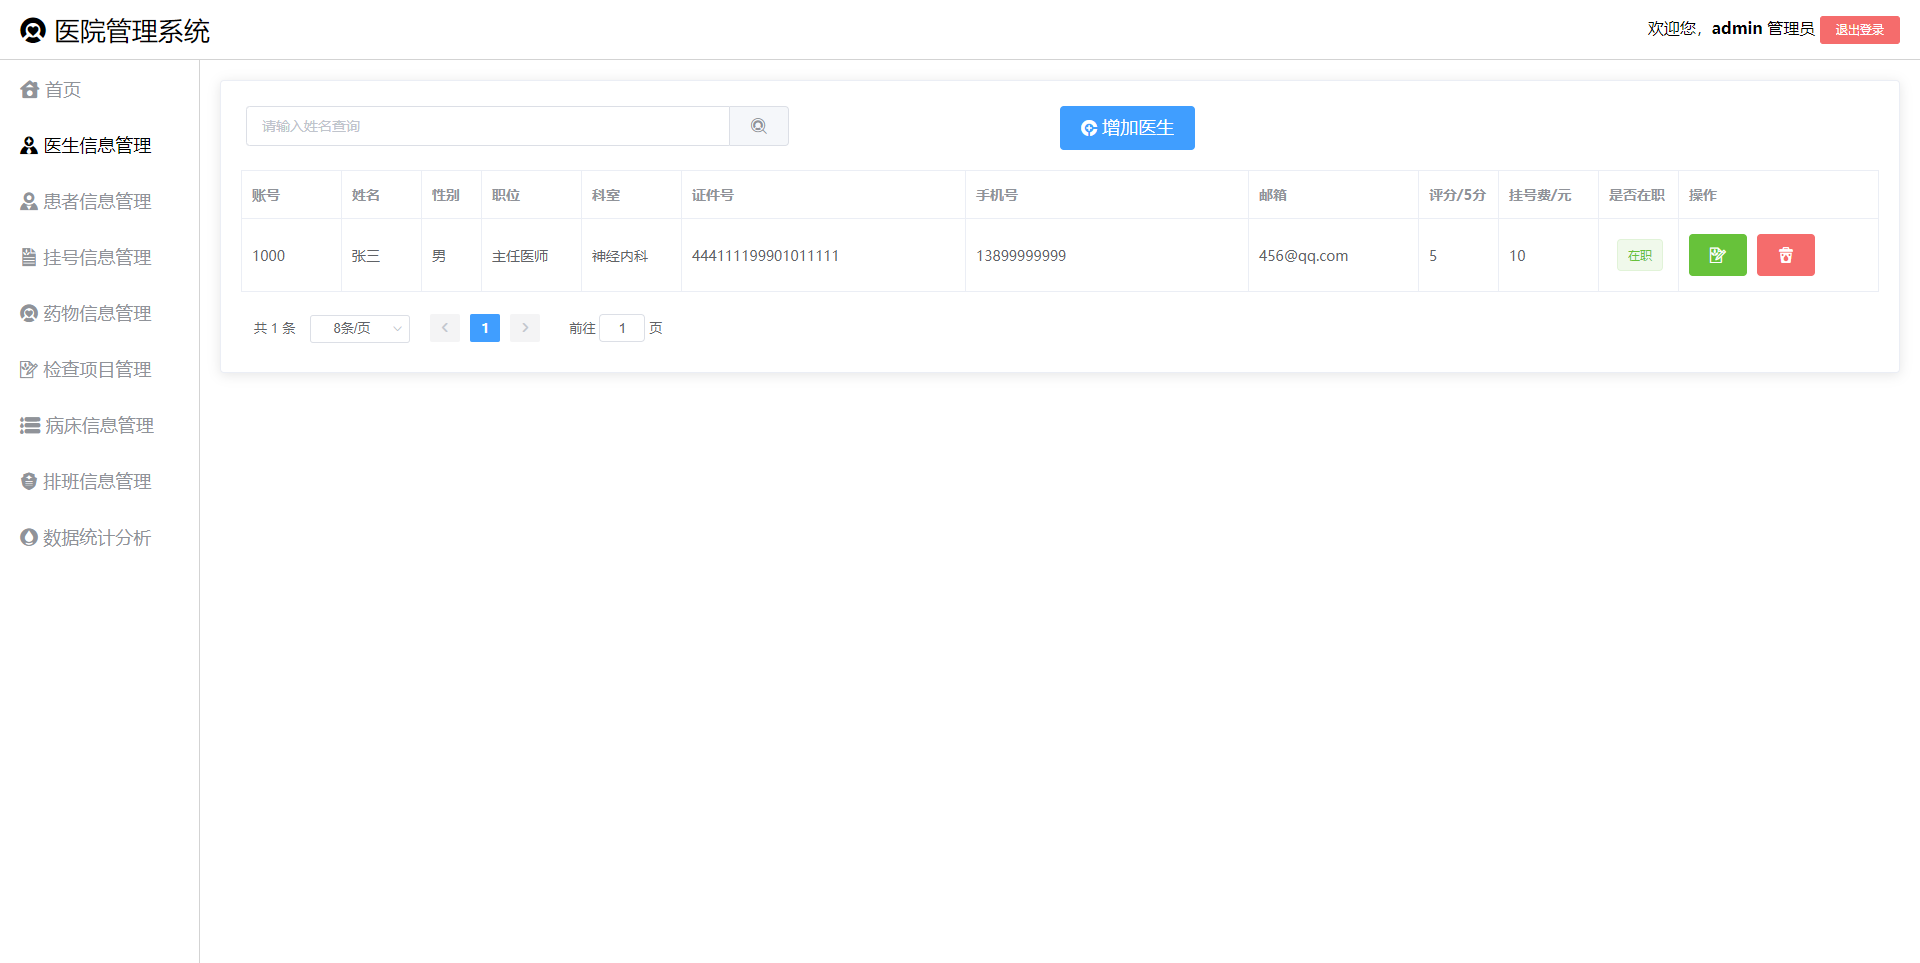 医院管理系统
欢迎您，admin 管理员 退出登录
首页
医生信息管理
患者信息管理
挂号信息管理
药物信息管理
检查项目管理
病床信息管理
排班信息管理
数据统计分析
请输入姓名查询
增加医生
账号 姓名 性别 职位 科室 证件号 手机号 邮箱 评分/5分 挂号费/元 是否在职 操作
1000 张三 男 主任医师 神经内科 444111199901011111 13899999999 456@qq.com 5 10 在职
共 1 条 8条/页 1 前往 1 页